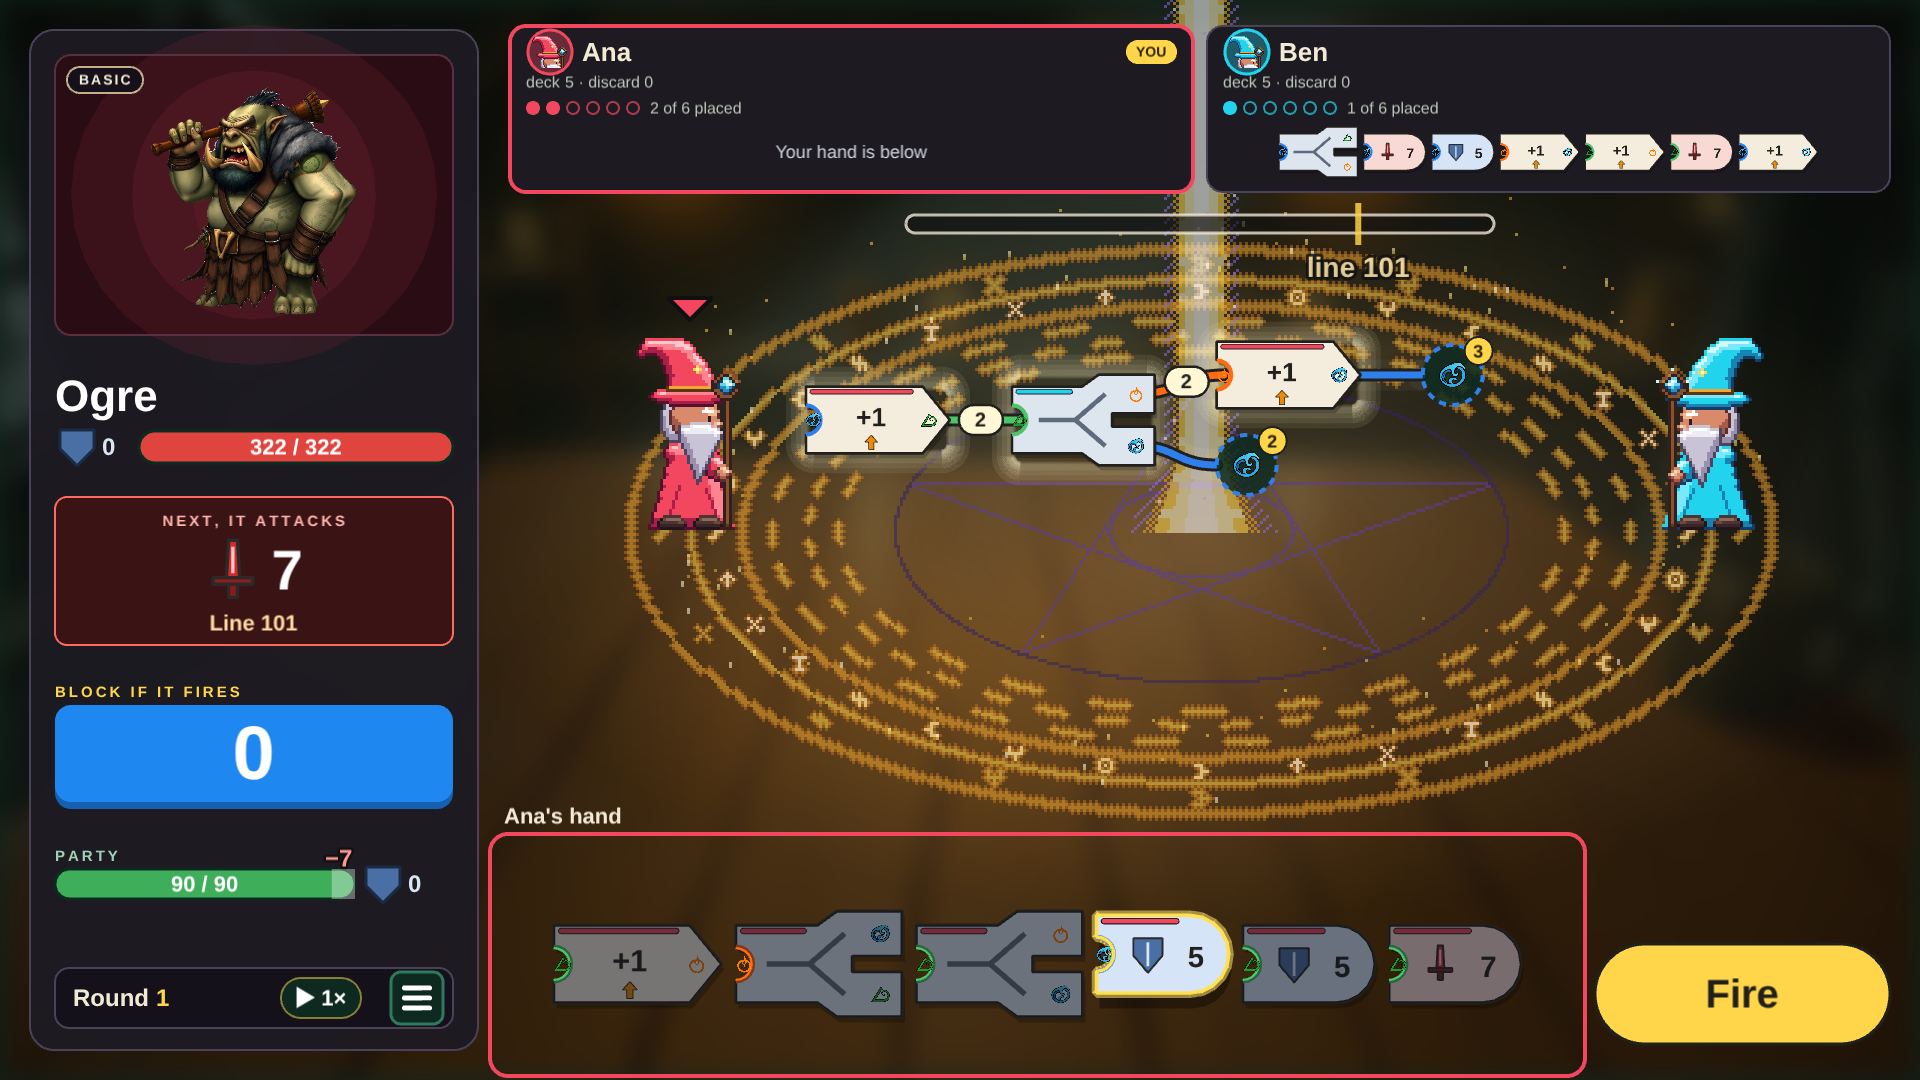 BASIC
Ogre
0
322 / 322
NEXT, IT ATTACKS
7
Line 101
BLOCK IF IT FIRES
0
PARTY
−7
90 / 90
0
Round 1
1×
Ana
YOU
deck 5 · discard 0
2 of 6 placed
Your hand is below
Ben
deck 5 · discard 0
1 of 6 placed
7
5
+1
+1
7
+1
line 101
+1
2
2
+1
3
2
Ana's hand
+1
5
5
7
Fire